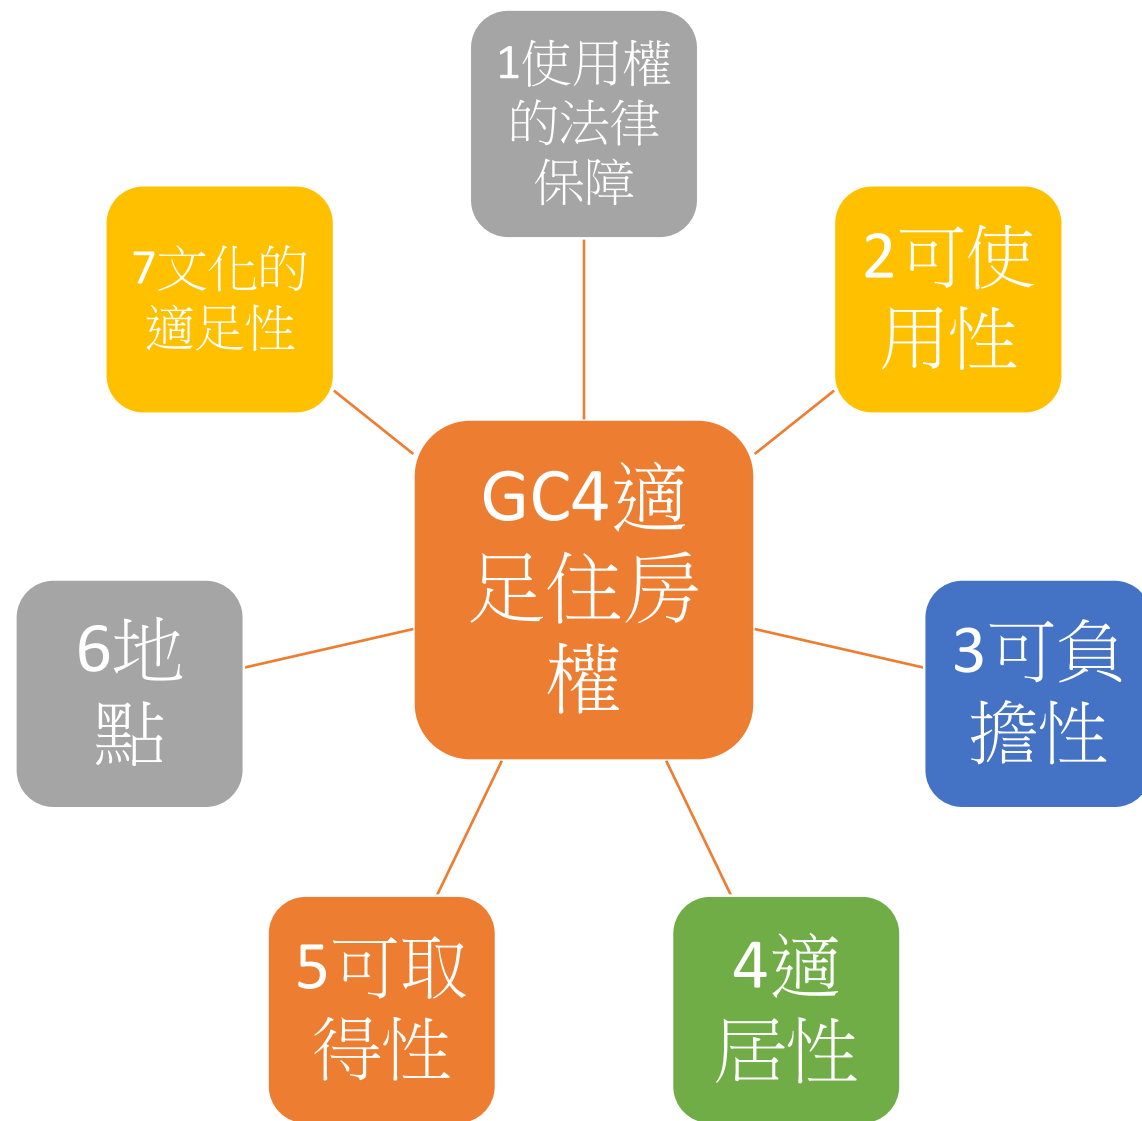 1使用權
的法律
保障
2可使
用性
3可負
擔性
4適
居性
5可取
得性
6地
點
7文化的
適足性
GC4適
足住房
權